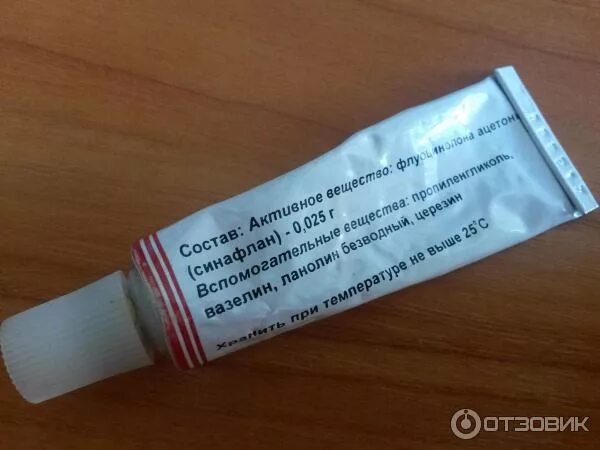 Состав: Активное вещество: флуоцинолона ацетон
(синафлан) - 0,025 г
Вспомогательные вещества: пропиленгликоль,
вазелин, ланолин безводный, церезин
Хранить при температуре не выше 25°С
ОТЗОВИК